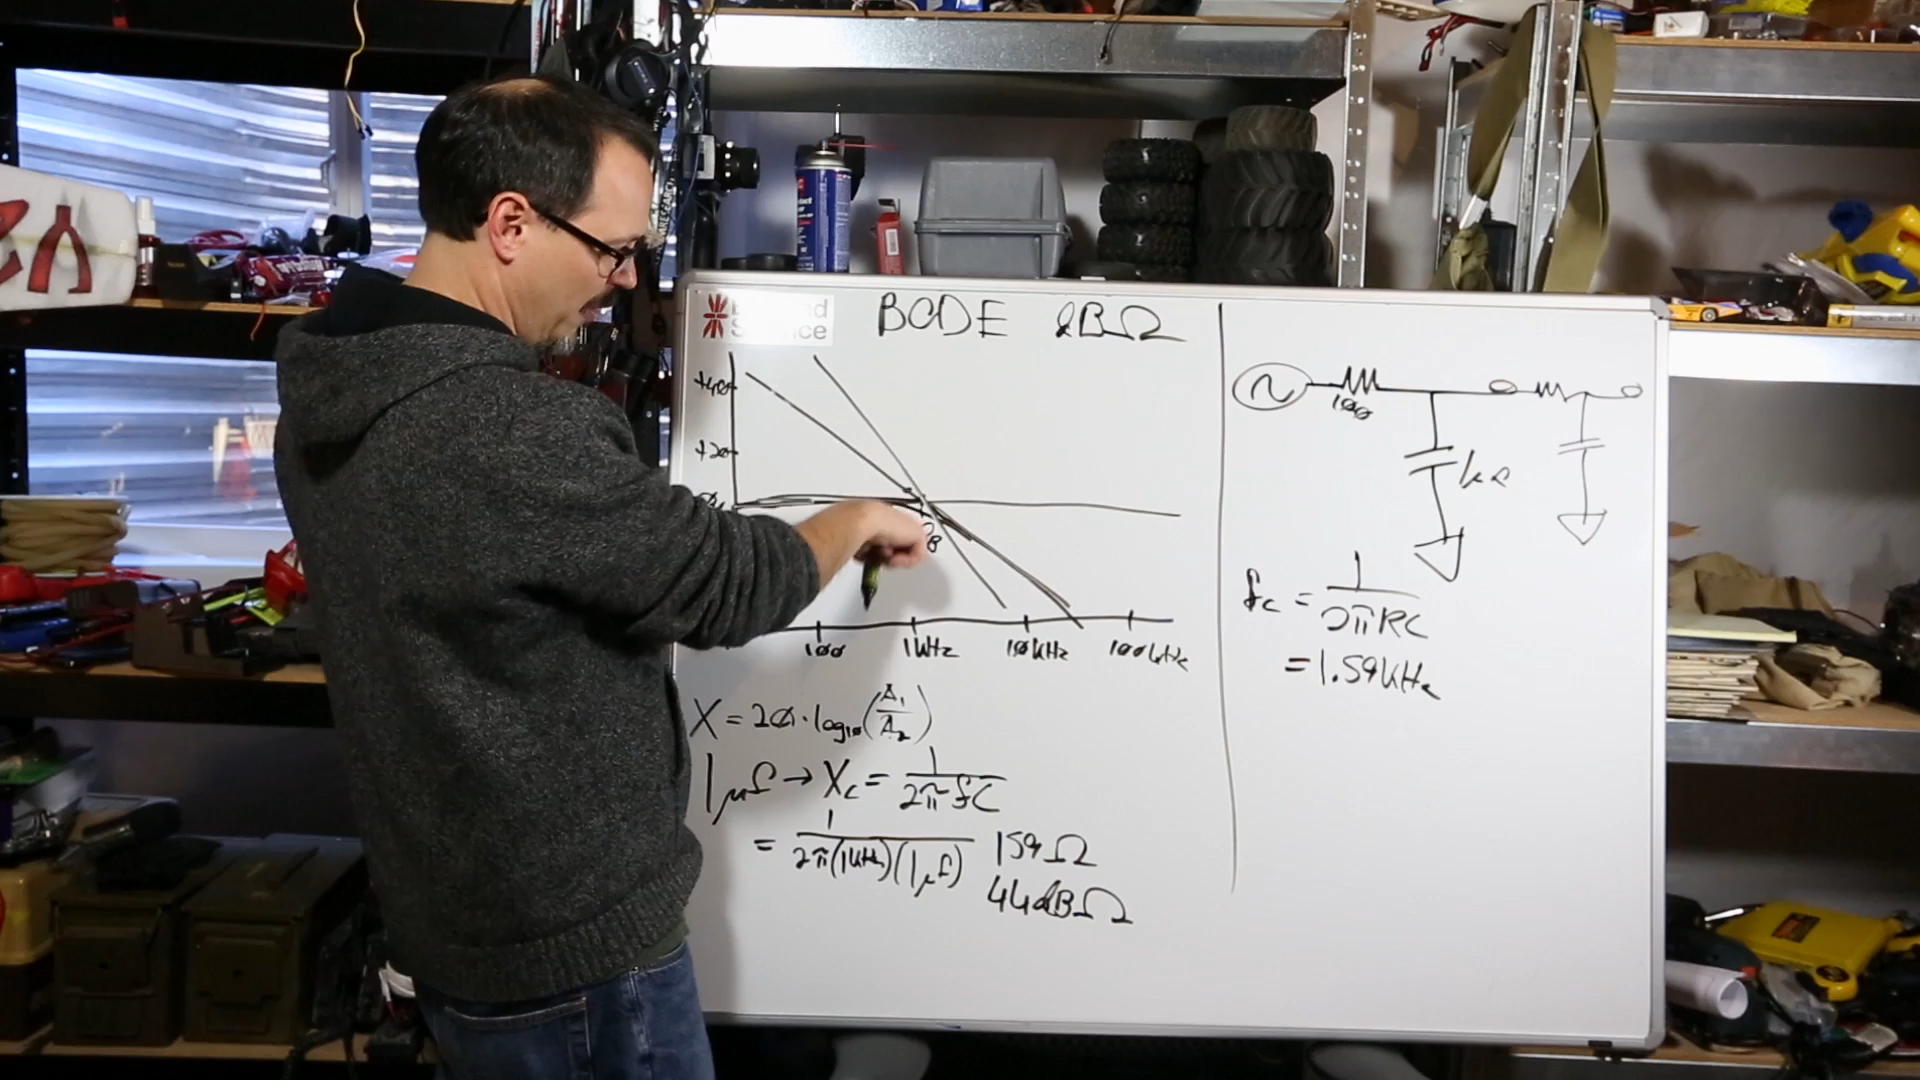 BODE dBΩ
+40
+20
100 1kHz 10kHz 100kHz
X = 20·log10(A1/A2)
1µf → Xc = 1/2πfC
= 1/2π(1kHz)(1µf) 159Ω
44dBΩ
100
fc = 1/2πRC
= 1.59kHz